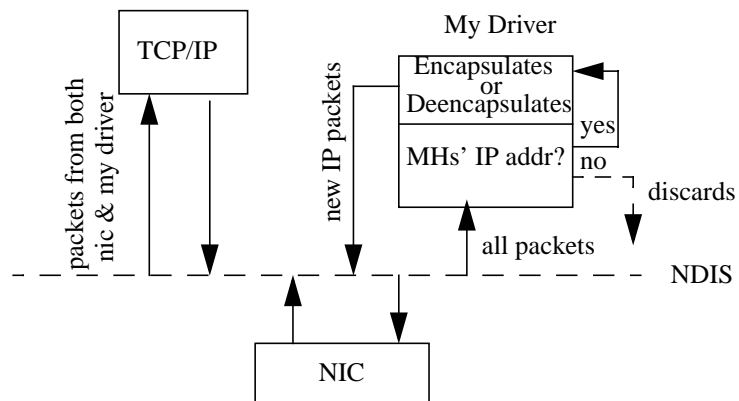 My Driver
TCP/IP
packets from both
nic & my driver
new IP packets
Encapsulates
or
Deencapsulates
yes
MHs' IP addr?
no
discards
all packets
NDIS
NIC